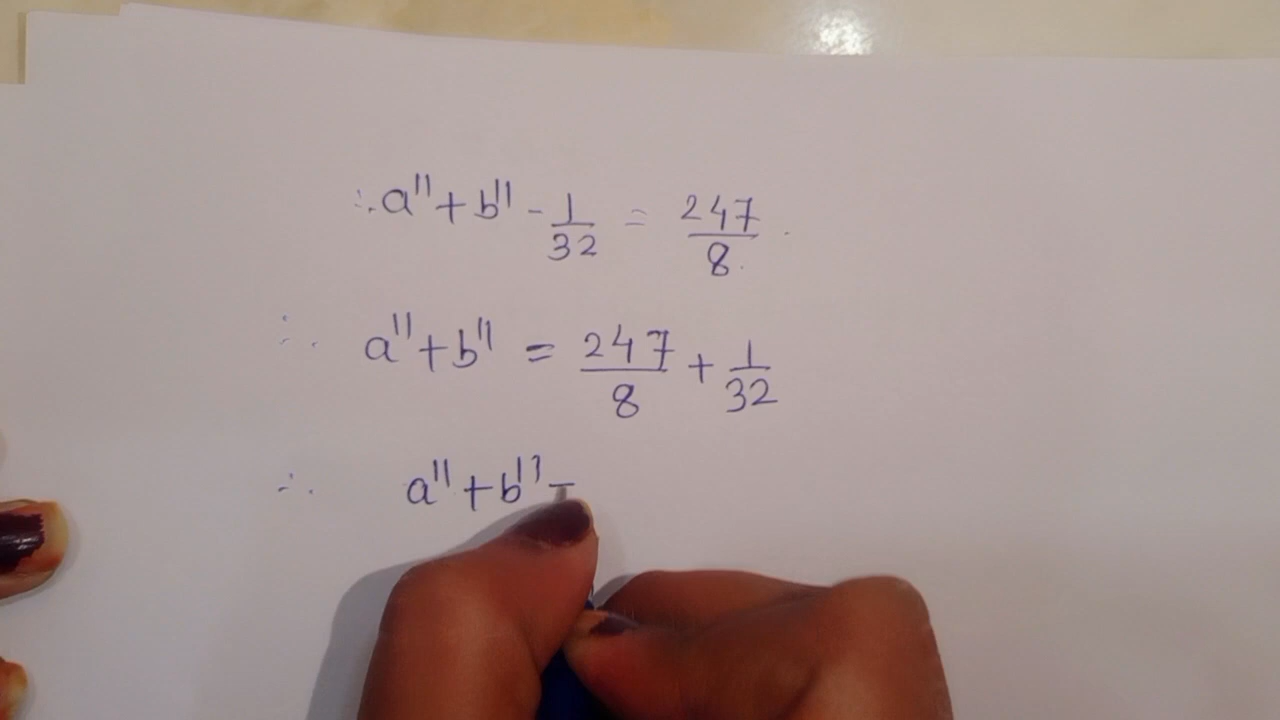 ∴ a¹¹ + b¹¹ - 1/32 = 247/8
∴ a¹¹ + b¹¹ = 247/8 + 1/32
∴ a¹¹ + b¹¹ =